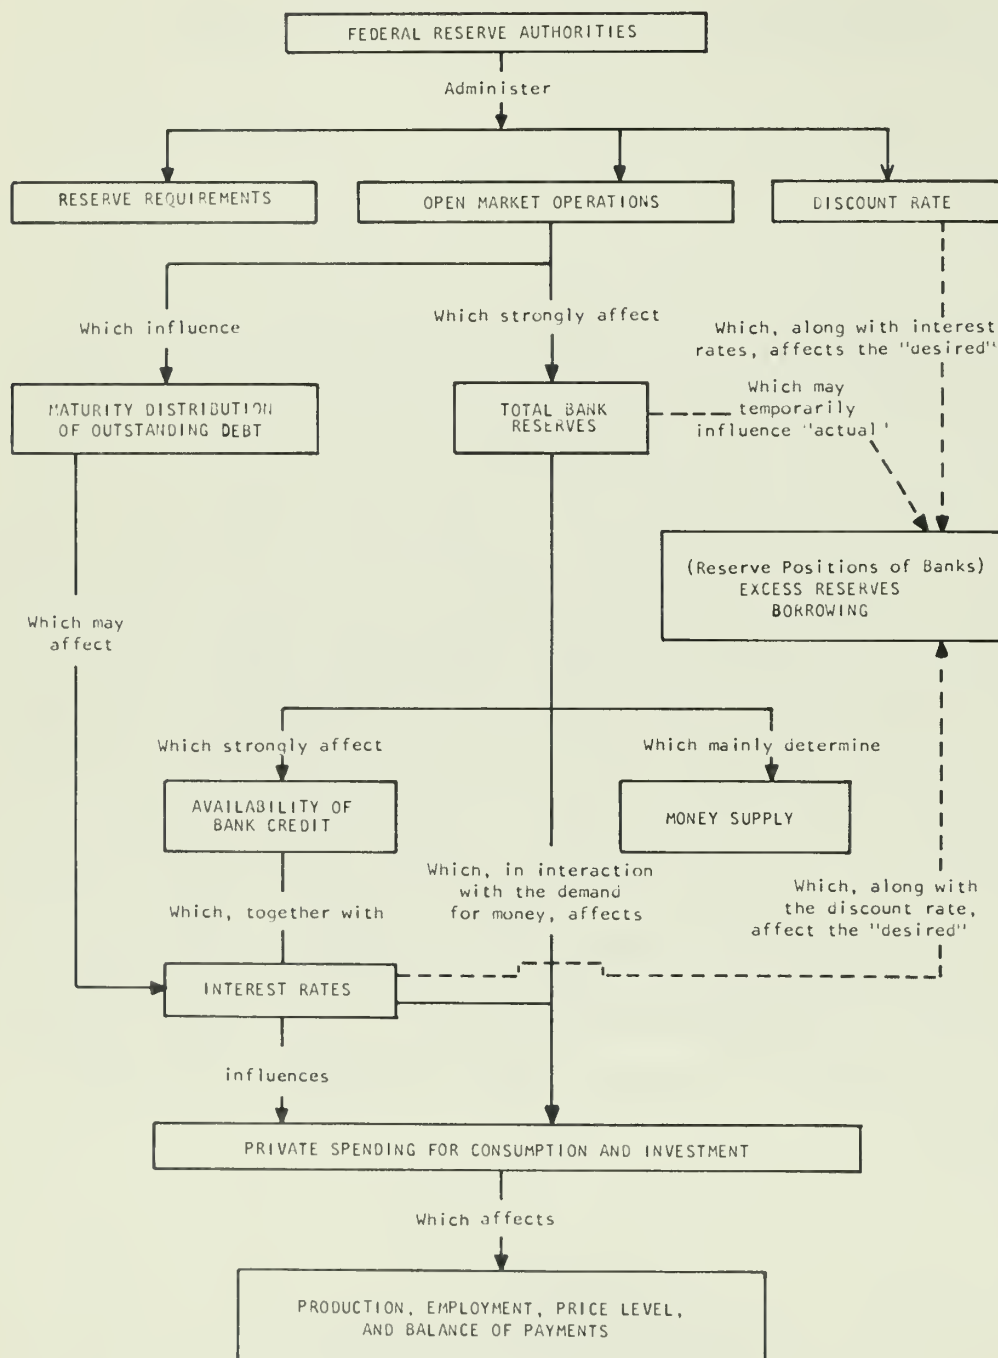 FEDERAL RESERVE AUTHORITIES
Administer
RESERVE REQUIREMENTS
OPEN MARKET OPERATIONS
DISCOUNT RATE
Which influence
Which strongly affect
Which, along with interest
rates, affects the "desired"
MATURITY DISTRIBUTION
OF OUTSTANDING DEBT
TOTAL BANK
RESERVES
Which may
temporarily
influence "actual"
(Reserve Positions of Banks)
EXCESS RESERVES
BORROWING
Which may
affect
Which strongly affect
Which mainly determine
AVAILABILITY OF
BANK CREDIT
MONEY SUPPLY
Which, together with
Which, in interaction
with the demand
for money, affects
Which, along with
the discount rate,
affect the "desired"
INTEREST RATES
influences
PRIVATE SPENDING FOR CONSUMPTION AND INVESTMENT
Which affects
PRODUCTION, EMPLOYMENT, PRICE LEVEL,
AND BALANCE OF PAYMENTS